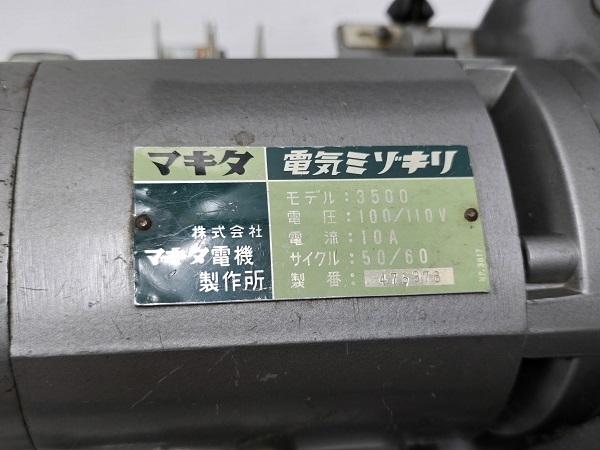 マキタ 電気ミゾキリ
株式会社
マキタ電機
製作所
モデル:3500
電圧:100/110V
電流:10A
サイクル:50/60
製番: